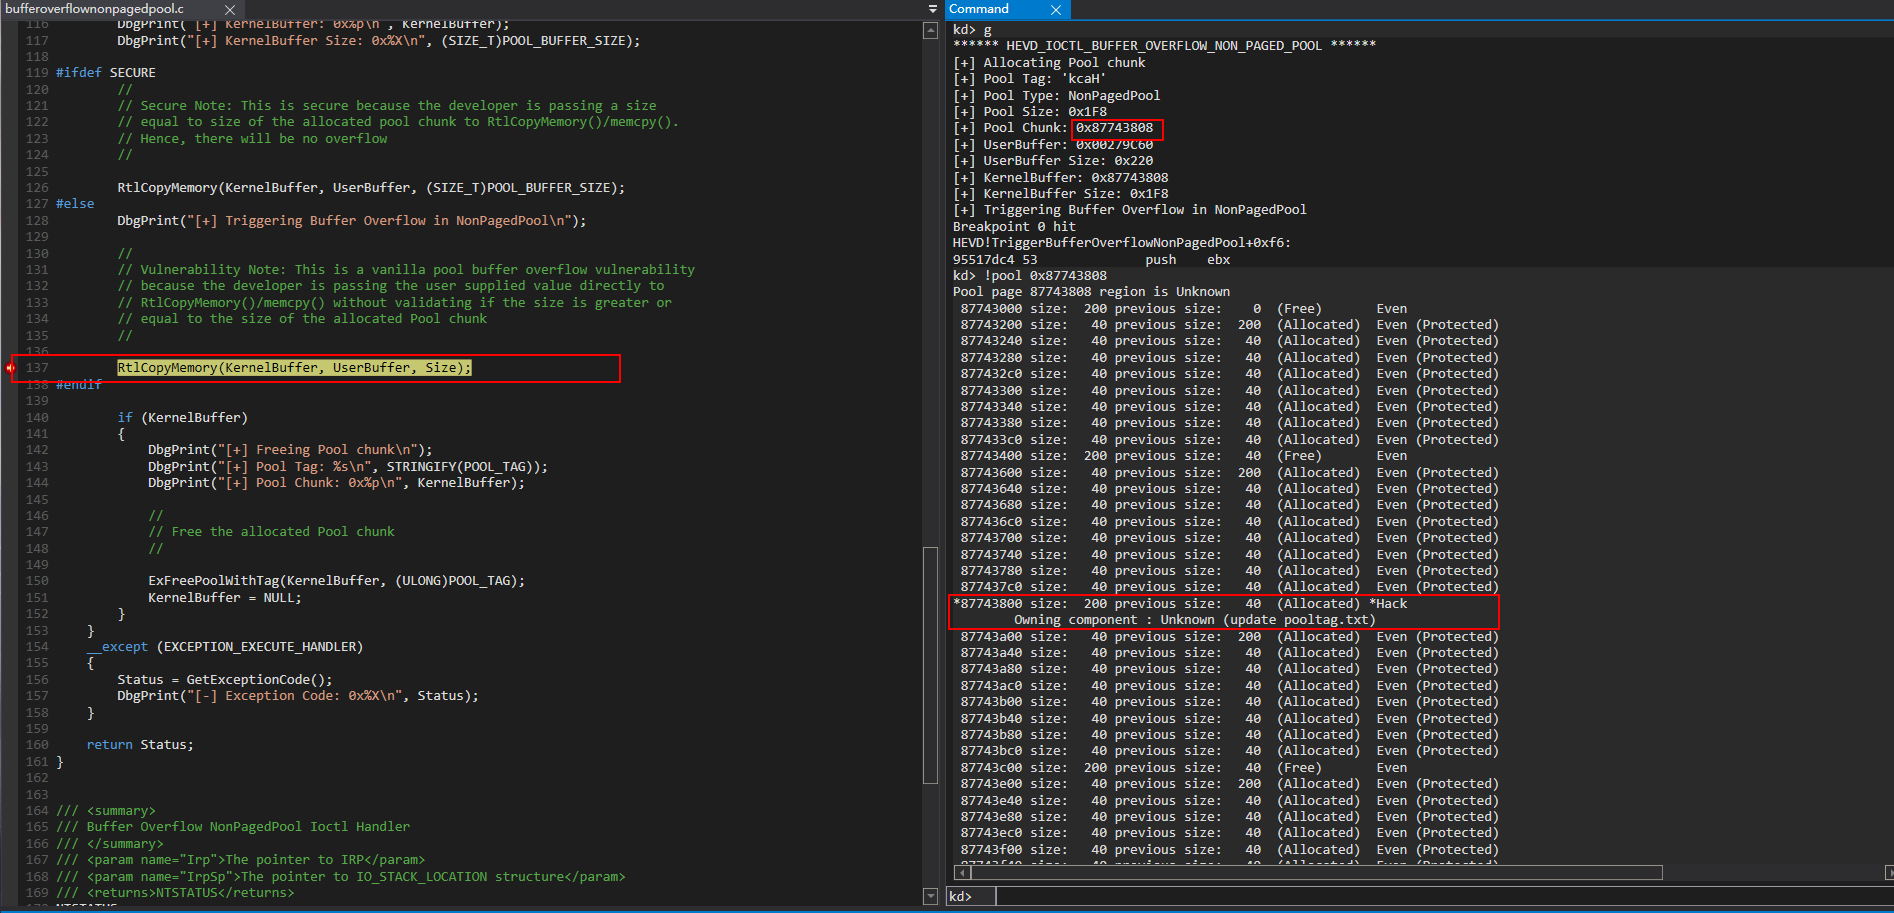 bufferoverflownonpagedpool.c
116 DbgPrint("[+] KernelBuffer: 0x%p\n", KernelBuffer);
117 DbgPrint("[+] KernelBuffer Size: 0x%X\n", (SIZE_T)POOL_BUFFER_SIZE);
118
119 #ifdef SECURE
120 //
121 // Secure Note: This is secure because the developer is passing a size
122 // equal to size of the allocated pool chunk to RtlCopyMemory()/memcpy().
123 // Hence, there will be no overflow
124 //
125
126 RtlCopyMemory(KernelBuffer, UserBuffer, (SIZE_T)POOL_BUFFER_SIZE);
127 #else
128 DbgPrint("[+] Triggering Buffer Overflow in NonPagedPool\n");
129
130 //
131 // Vulnerability Note: This is a vanilla pool buffer overflow vulnerability
132 // because the developer is passing the user supplied value directly to
133 // RtlCopyMemory()/memcpy() without validating if the size is greater or
134 // equal to the size of the allocated Pool chunk
135 //
136
137 RtlCopyMemory(KernelBuffer, UserBuffer, Size);
138 #endif
139
140 if (KernelBuffer)
141 {
142 DbgPrint("[+] Freeing Pool chunk\n");
143 DbgPrint("[+] Pool Tag: %s\n", STRINGIFY(POOL_TAG));
144 DbgPrint("[+] Pool Chunk: 0x%p\n", KernelBuffer);
145
146 //
147 // Free the allocated Pool chunk
148 //
149
150 ExFreePoolWithTag(KernelBuffer, (ULONG)POOL_TAG);
151 KernelBuffer = NULL;
152 }
153 }
154 __except (EXCEPTION_EXECUTE_HANDLER)
155 {
156 Status = GetExceptionCode();
157 DbgPrint("[-] Exception Code: 0x%X\n", Status);
158 }
159
160 return Status;
161 }
162
163
164 /// <summary>
165 /// Buffer Overflow NonPagedPool Ioctl Handler
166 /// </summary>
167 /// <param name="Irp">The pointer to IRP</param>
168 /// <param name="IrpSp">The pointer to IO_STACK_LOCATION structure</param>
169 /// <returns>NTSTATUS</returns>
170 NTSTATUS
Command
kd> g
****** HEVD_IOCTL_BUFFER_OVERFLOW_NON_PAGED_POOL ******
[+] Allocating Pool chunk
[+] Pool Tag: 'kcaH'
[+] Pool Type: NonPagedPool
[+] Pool Size: 0x1F8
[+] Pool Chunk: 0x87743808
[+] UserBuffer: 0x00279C60
[+] UserBuffer Size: 0x220
[+] KernelBuffer: 0x87743808
[+] KernelBuffer Size: 0x1F8
[+] Triggering Buffer Overflow in NonPagedPool
Breakpoint 0 hit
HEVD!TriggerBufferOverflowNonPagedPool+0xf6:
95517dc4 53 push ebx
kd> !pool 0x87743808
Pool page 87743808 region is Unknown
87743000 size: 200 previous size: 0 (Free) Even
87743200 size: 40 previous size: 200 (Allocated) Even (Protected)
87743240 size: 40 previous size: 40 (Allocated) Even (Protected)
87743280 size: 40 previous size: 40 (Allocated) Even (Protected)
877432c0 size: 40 previous size: 40 (Allocated) Even (Protected)
87743300 size: 40 previous size: 40 (Allocated) Even (Protected)
87743340 size: 40 previous size: 40 (Allocated) Even (Protected)
87743380 size: 40 previous size: 40 (Allocated) Even (Protected)
877433c0 size: 40 previous size: 40 (Allocated) Even (Protected)
87743400 size: 200 previous size: 40 (Free) Even
87743600 size: 40 previous size: 200 (Allocated) Even (Protected)
87743640 size: 40 previous size: 40 (Allocated) Even (Protected)
87743680 size: 40 previous size: 40 (Allocated) Even (Protected)
877436c0 size: 40 previous size: 40 (Allocated) Even (Protected)
87743700 size: 40 previous size: 40 (Allocated) Even (Protected)
87743740 size: 40 previous size: 40 (Allocated) Even (Protected)
87743780 size: 40 previous size: 40 (Allocated) Even (Protected)
877437c0 size: 40 previous size: 40 (Allocated) Even (Protected)
*87743800 size: 200 previous size: 40 (Allocated) *Hack
Owning component : Unknown (update pooltag.txt)
87743a00 size: 40 previous size: 200 (Allocated) Even (Protected)
87743a40 size: 40 previous size: 40 (Allocated) Even (Protected)
87743a80 size: 40 previous size: 40 (Allocated) Even (Protected)
87743ac0 size: 40 previous size: 40 (Allocated) Even (Protected)
87743b00 size: 40 previous size: 40 (Allocated) Even (Protected)
87743b40 size: 40 previous size: 40 (Allocated) Even (Protected)
87743b80 size: 40 previous size: 40 (Allocated) Even (Protected)
87743bc0 size: 40 previous size: 40 (Allocated) Even (Protected)
87743c00 size: 200 previous size: 40 (Free) Even
87743e00 size: 40 previous size: 200 (Allocated) Even (Protected)
87743e40 size: 40 previous size: 40 (Allocated) Even (Protected)
87743e80 size: 40 previous size: 40 (Allocated) Even (Protected)
87743ec0 size: 40 previous size: 40 (Allocated) Even (Protected)
87743f00 size: 40 previous size: 40 (Allocated) Even (Protected)
87743f40 size: 40 previous size: 40 (Allocated) Even (Protected)
kd>